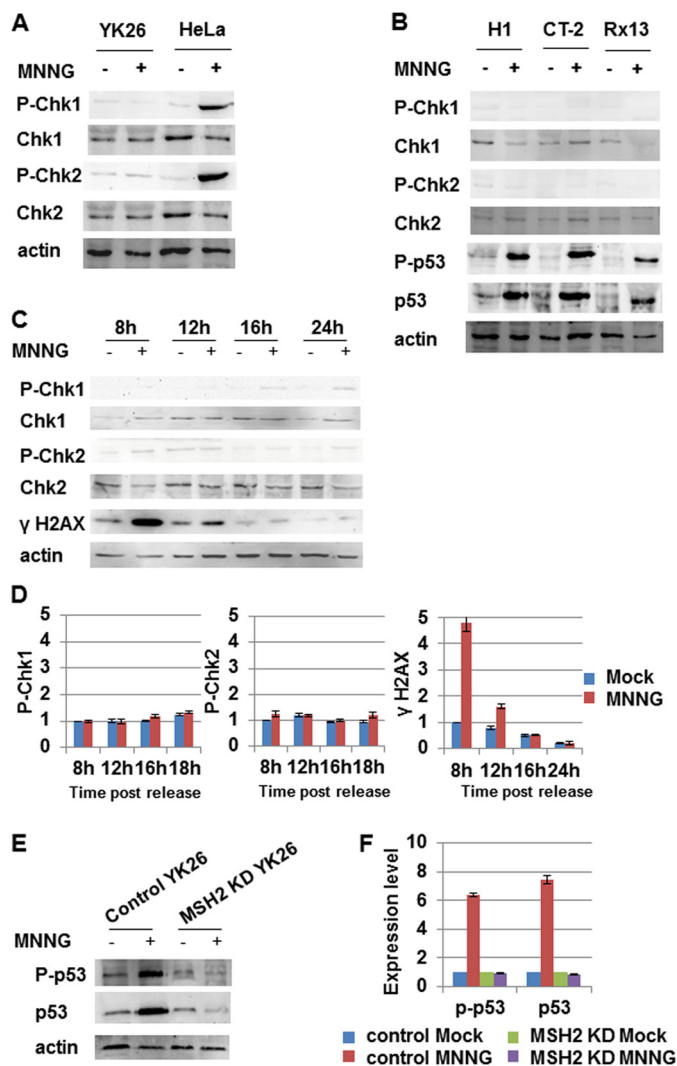 A
YK26 HeLa
MNNG - + - +
P-Chk1
Chk1
P-Chk2
Chk2
actin
B
H1 CT-2 Rx13
MNNG - + - + - +
P-Chk1
Chk1
P-Chk2
Chk2
P-p53
p53
actin
C
8h 12h 16h 24h
MNNG - + - + - + - +
P-Chk1
Chk1
P-Chk2
Chk2
γ H2AX
actin
D
P-Chk1
5
4
3
2
1
0
8h 12h 16h 18h
Time post release
P-Chk2
5
4
3
2
1
0
8h 12h 16h 18h
Time post release
γ H2AX
5
4
3
2
1
0
8h 12h 16h 24h
Time post release
Mock
MNNG
E
Control YK26 MSH2 KD YK26
MNNG - + - +
P-p53
p53
actin
F
Expression level
10
8
6
4
2
0
p-p53 p53
control Mock MSH2 KD Mock
control MNNG MSH2 KD MNNG